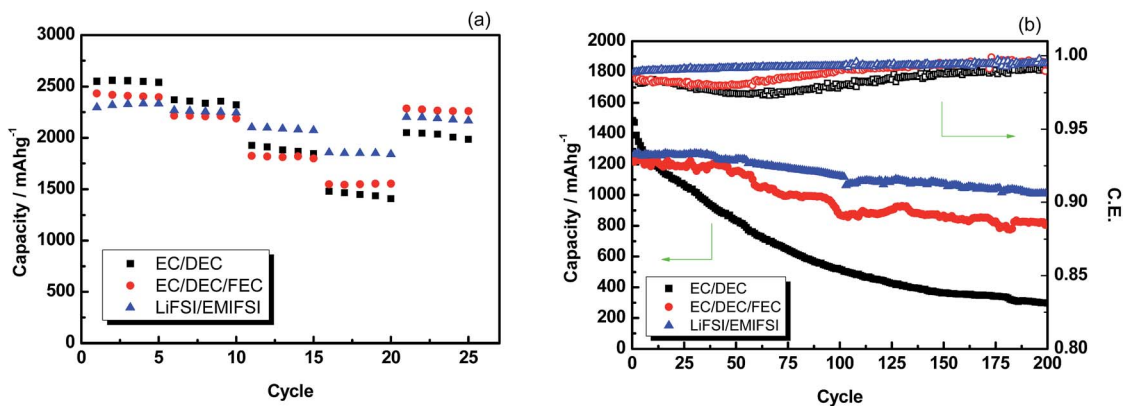 (a)
3000
2500
2000
1500
1000
500
0
Capacity / mAhg-1
EC/DEC
EC/DEC/FEC
LiFSI/EMIFSI
0 5 10 15 20 25
Cycle
(b)
2000
1800
1600
1400
1200
1000
800
600
400
200
0
Capacity / mAhg-1
EC/DEC
EC/DEC/FEC
LiFSI/EMIFSI
0 25 50 75 100 125 150 175 200
Cycle
1.00
0.95
0.90
0.85
0.80
C.E.